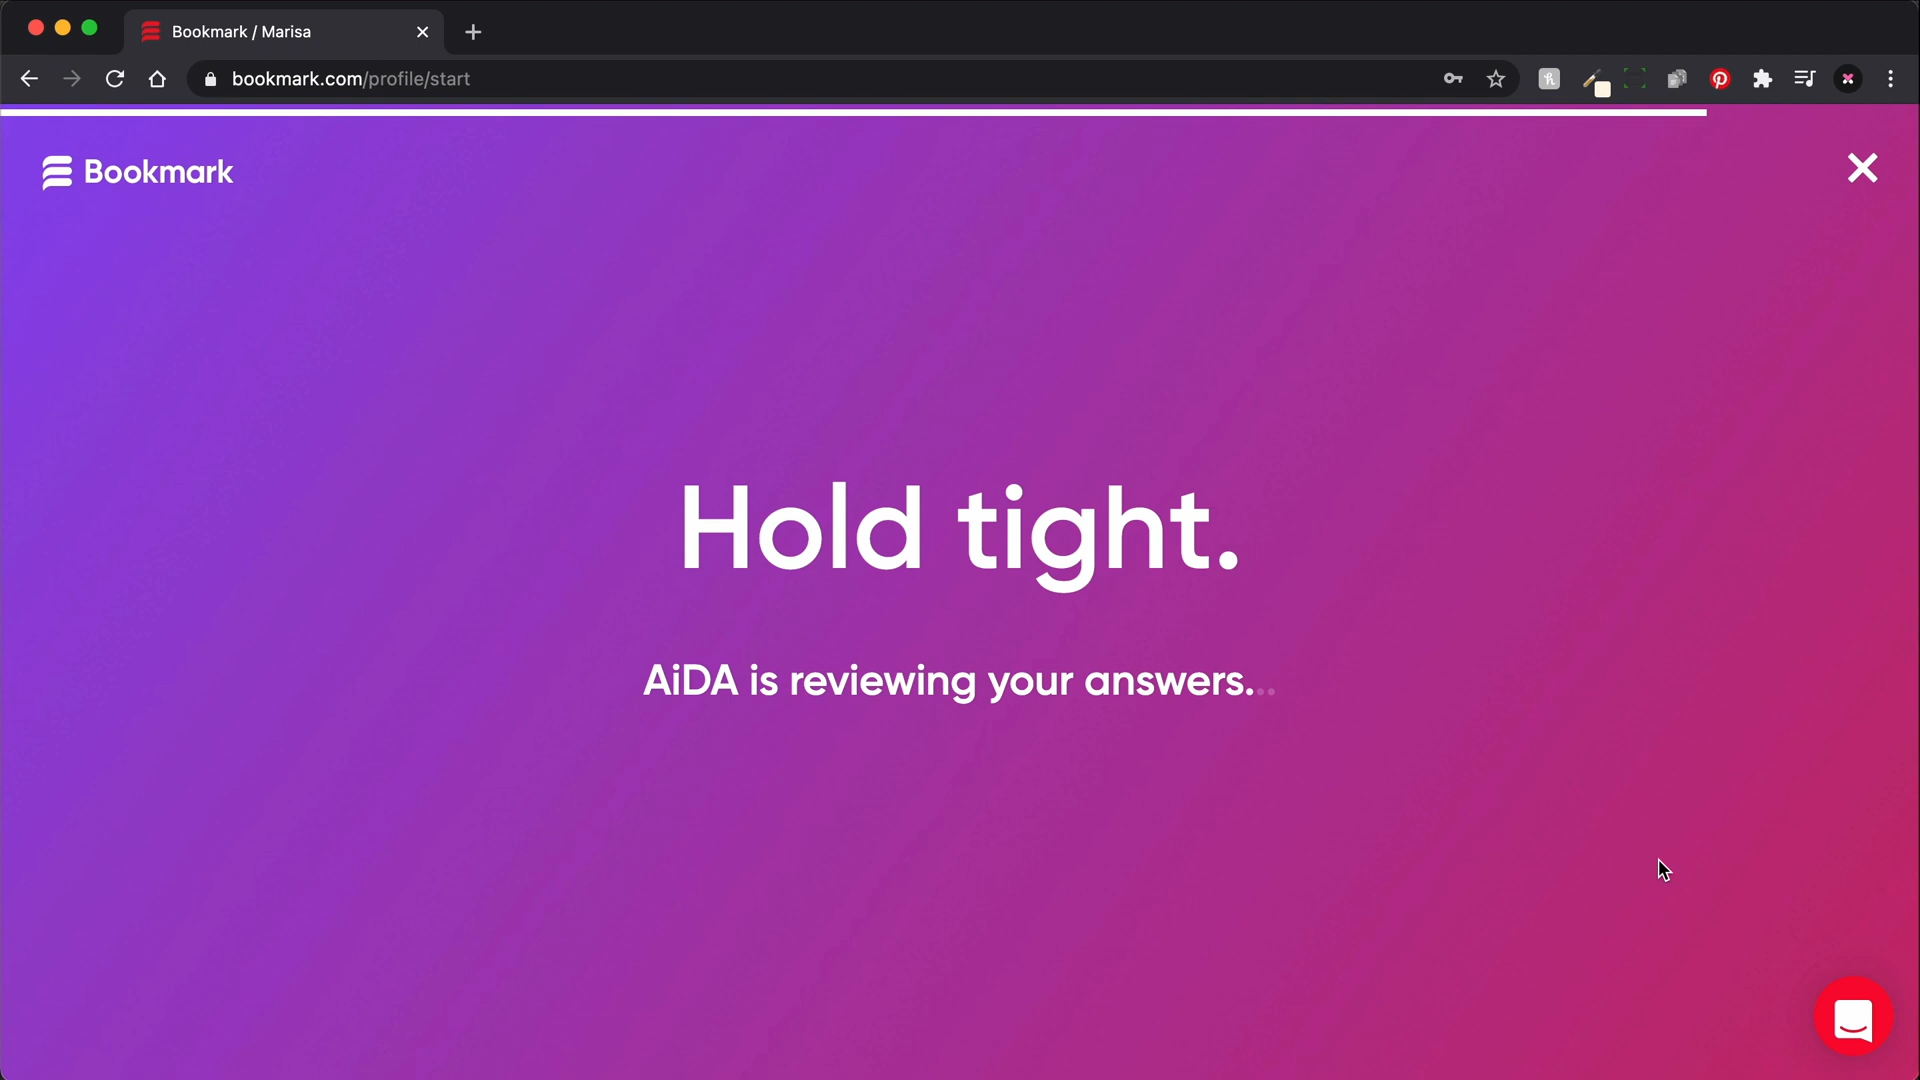 Bookmark / Marisa
bookmark.com/profile/start
Bookmark
Hold tight.
AiDA is reviewing your answers...